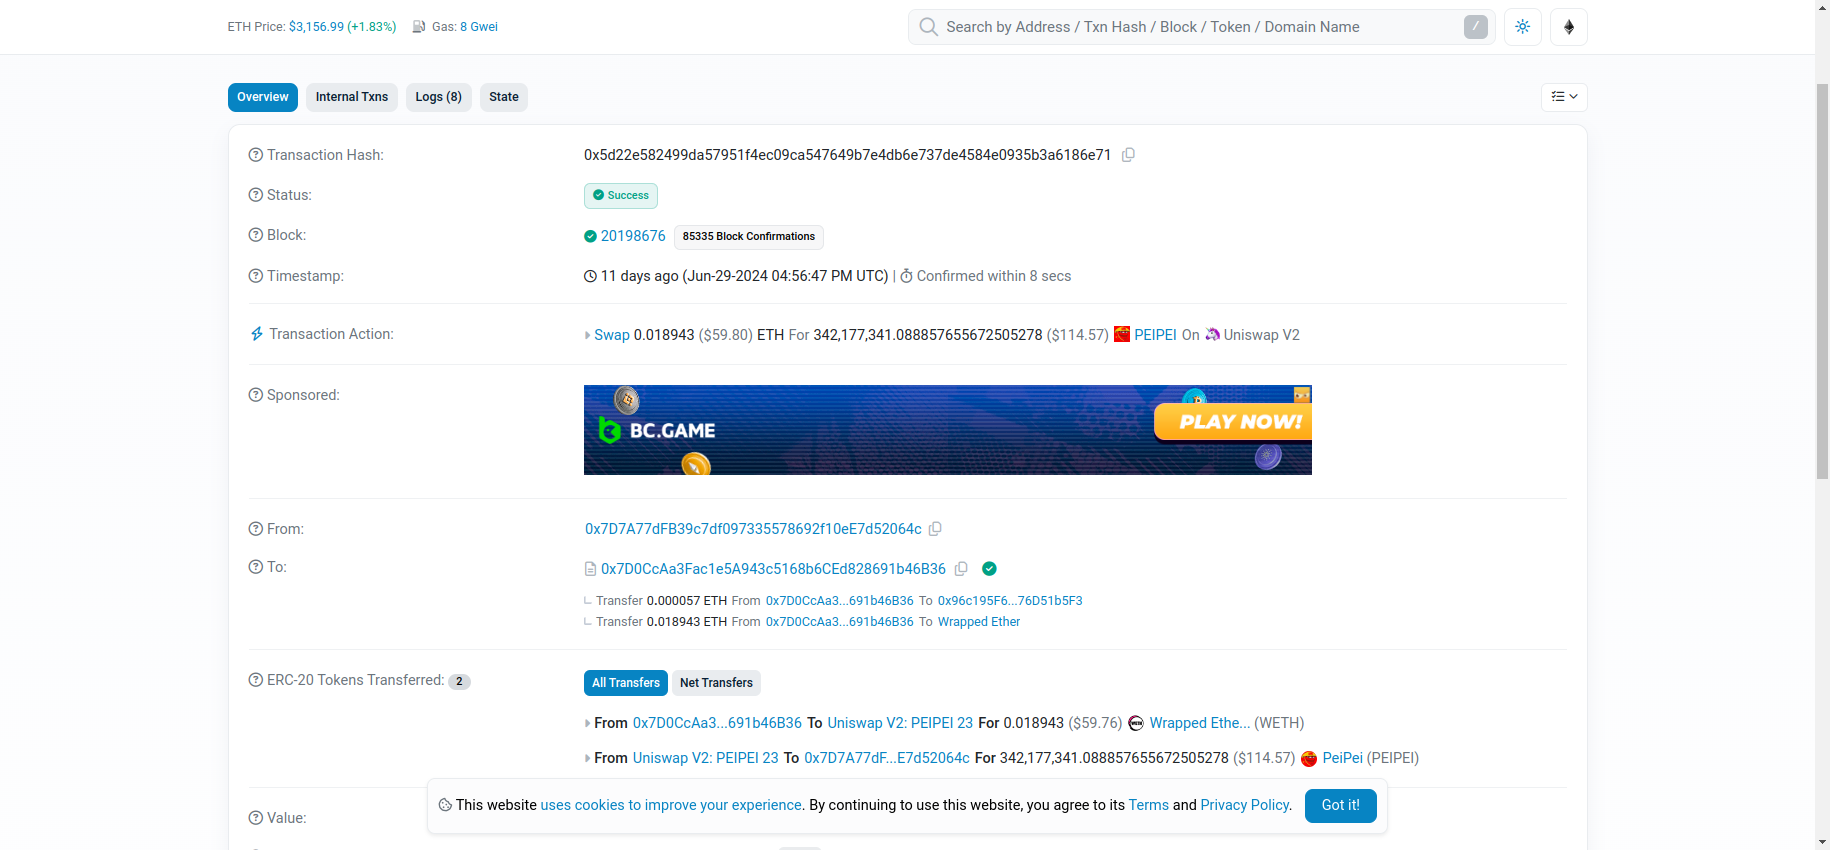 ETH Price: $3,156.99 (+1.83%) Gas: 8 Gwei
Search by Address / Txn Hash / Block / Token / Domain Name /
Overview Internal Txns Logs (8) State
Transaction Hash: 0x5d22e582499da57951f4ec09ca547649b7e4db6e737de4584e0935b3a6186e71
Status: Success
Block: 20198676 85335 Block Confirmations
Timestamp: 11 days ago (Jun-29-2024 04:56:47 PM UTC) | Confirmed within 8 secs
Transaction Action: Swap 0.018943 ($59.80) ETH For 342,177,341.088857655672505278 ($114.57) PEIPEI On Uniswap V2
Sponsored:
BC.GAME PLAY NOW!
From: 0x7D7A77dFB39c7df097335578692f10eE7d52064c
To: 0x7D0CcAa3Fac1e5A943c5168b6CEd828691b46B36
Transfer 0.000057 ETH From 0x7D0CcAa3...691b46B36 To 0x96c195F6...76D51b5F3
Transfer 0.018943 ETH From 0x7D0CcAa3...691b46B36 To Wrapped Ether
ERC-20 Tokens Transferred: 2 All Transfers Net Transfers
From 0x7D0CcAa3...691b46B36 To Uniswap V2: PEIPEI 23 For 0.018943 ($59.76) Wrapped Ethe... (WETH)
From Uniswap V2: PEIPEI 23 To 0x7D7A77dF...E7d52064c For 342,177,341.088857655672505278 ($114.57) PeiPei (PEIPEI)
This website uses cookies to improve your experience. By continuing to use this website, you agree to its Terms and Privacy Policy. Got it!
Value: